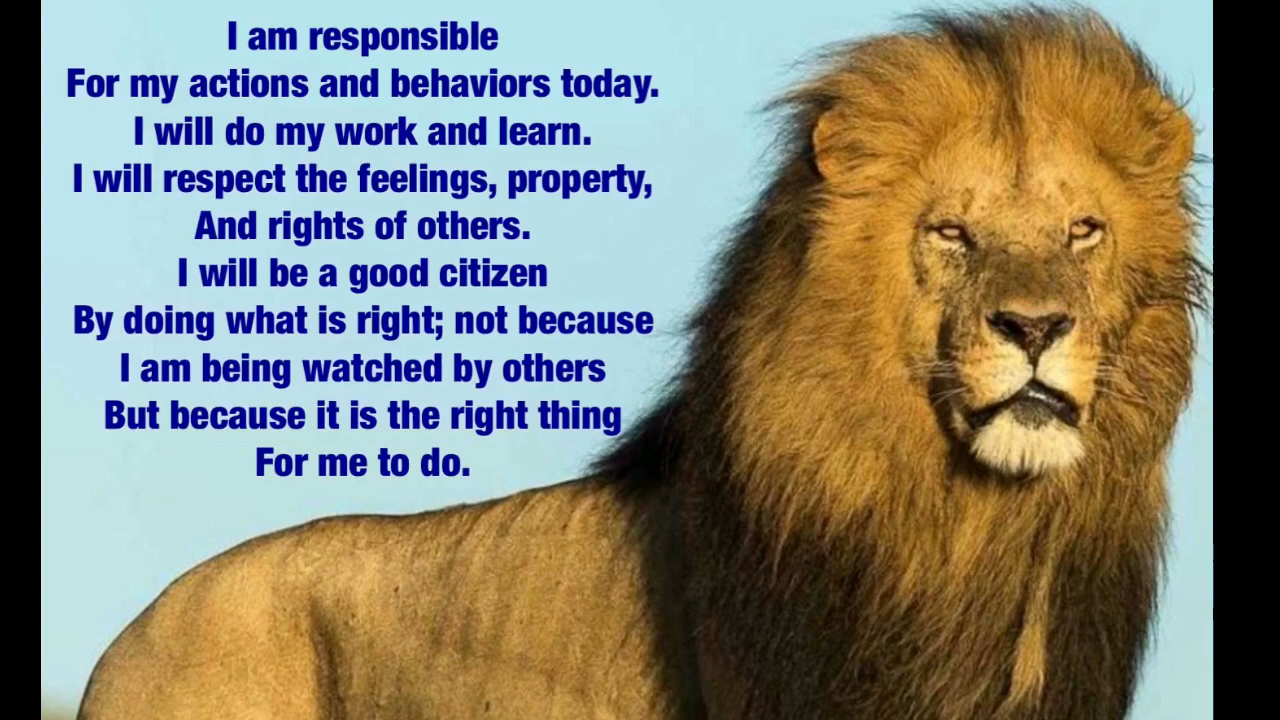 I am responsible
For my actions and behaviors today.
I will do my work and learn.
I will respect the feelings, property,
And rights of others.
I will be a good citizen
By doing what is right; not because
I am being watched by others
But because it is the right thing
For me to do.